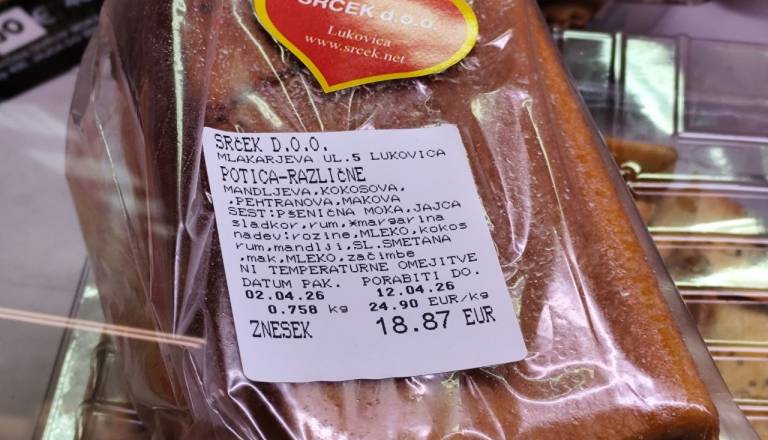 SRČEK d.o.o.
Lukovica
www.srcek.net
SRčEK D.O.O.
MLAKARJEVA UL.5 LUKOVICA
POTICA-RAZLIčNE
MANDLJEVA,KOKOSOVA,
,PEHTRANOVA,MAKOVA
SEST:PšENIčNA MOKA,JAJCA
sladkor,rum,*margarina
nadev:rozine,MLEKO,kokos
rum,mandlji,SL.SMETANA
,mak,MLEKO,začimbe
NI TEMPERATURNE OMEJITVE
DATUM PAK. PORABITI DO.
02.04.26 12.04.26
0.758 kg 24.90 EUR/kg
ZNESEK 18.87 EUR